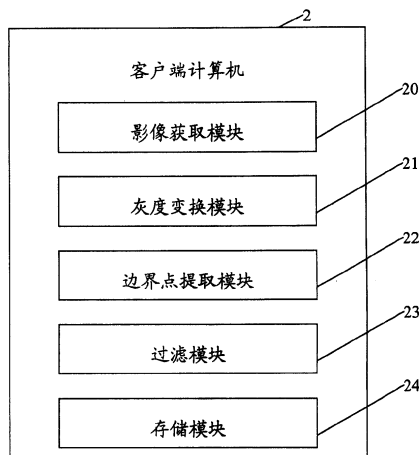 2
客户端计算机
20
影像获取模块
21
灰度变换模块
22
边界点提取模块
23
过滤模块
24
存储模块